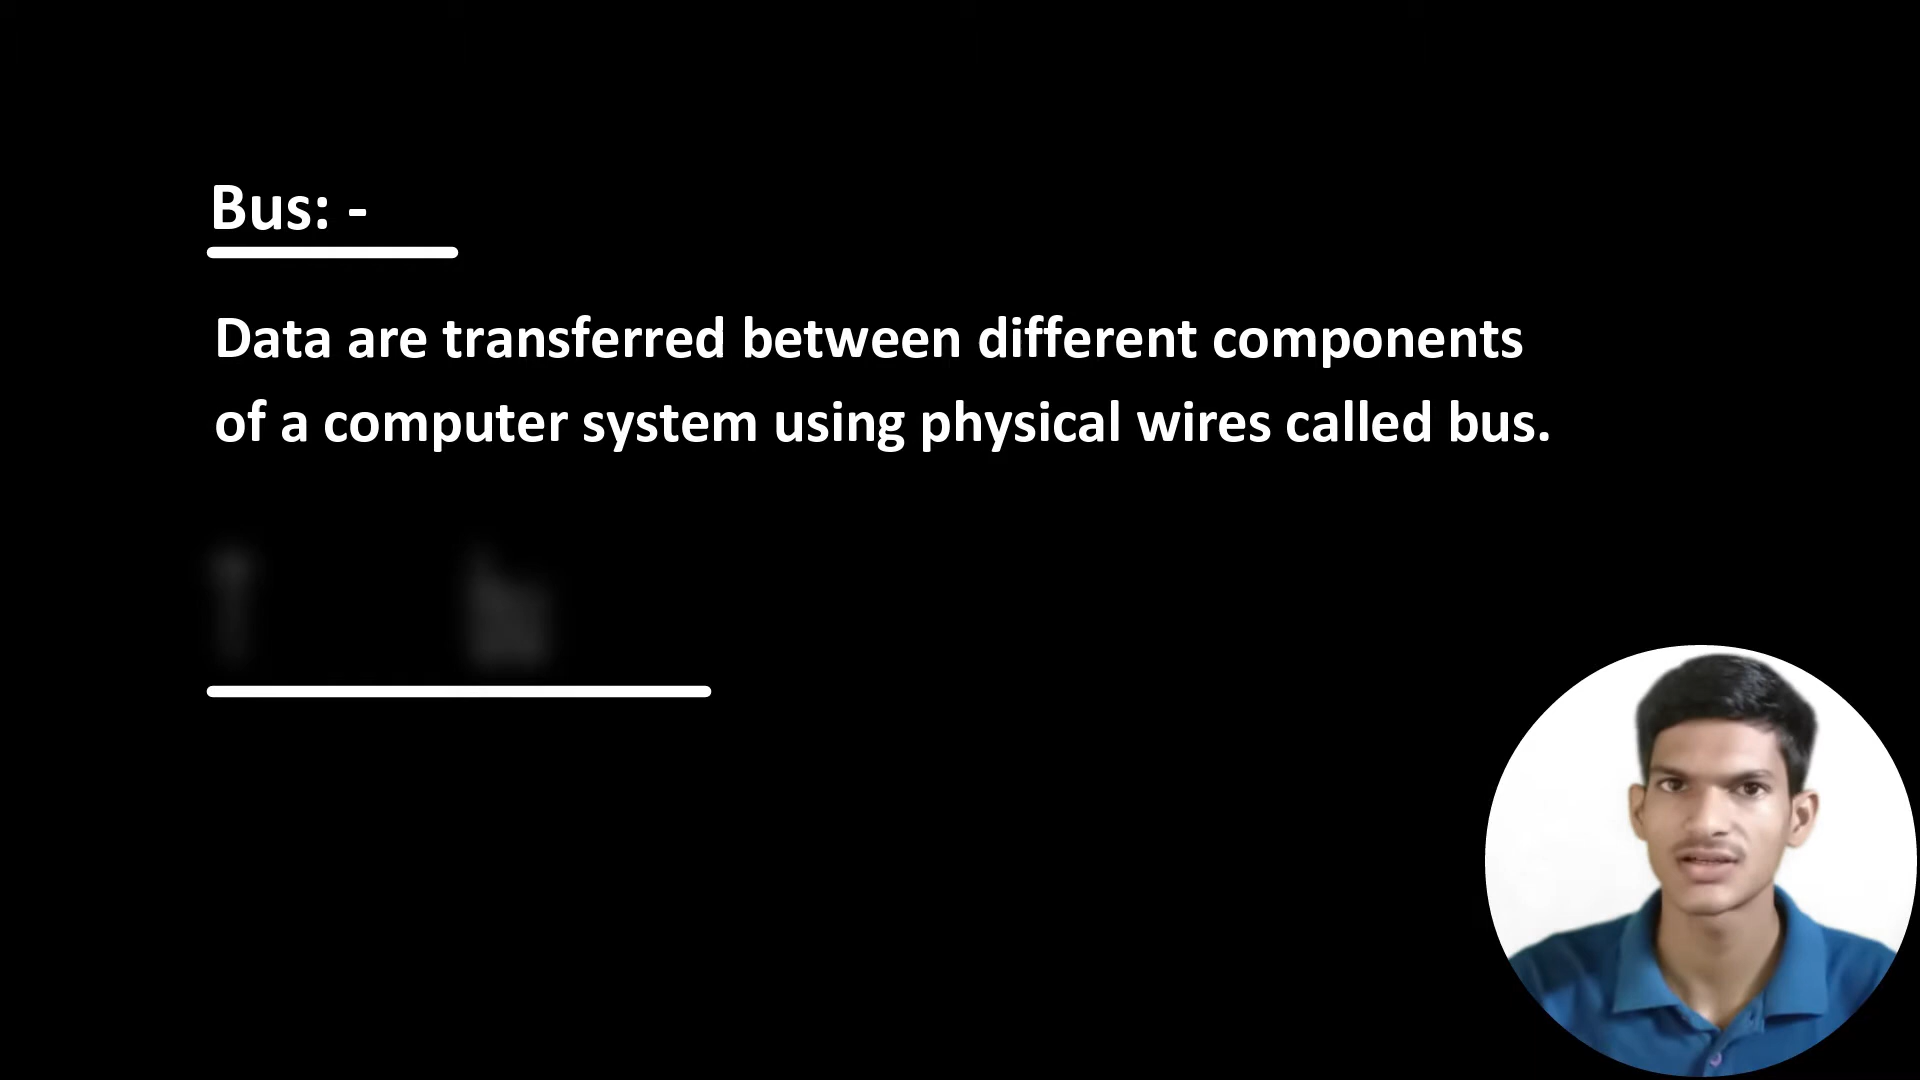 Bus: -
Data are transferred between different components
of a computer system using physical wires called bus.